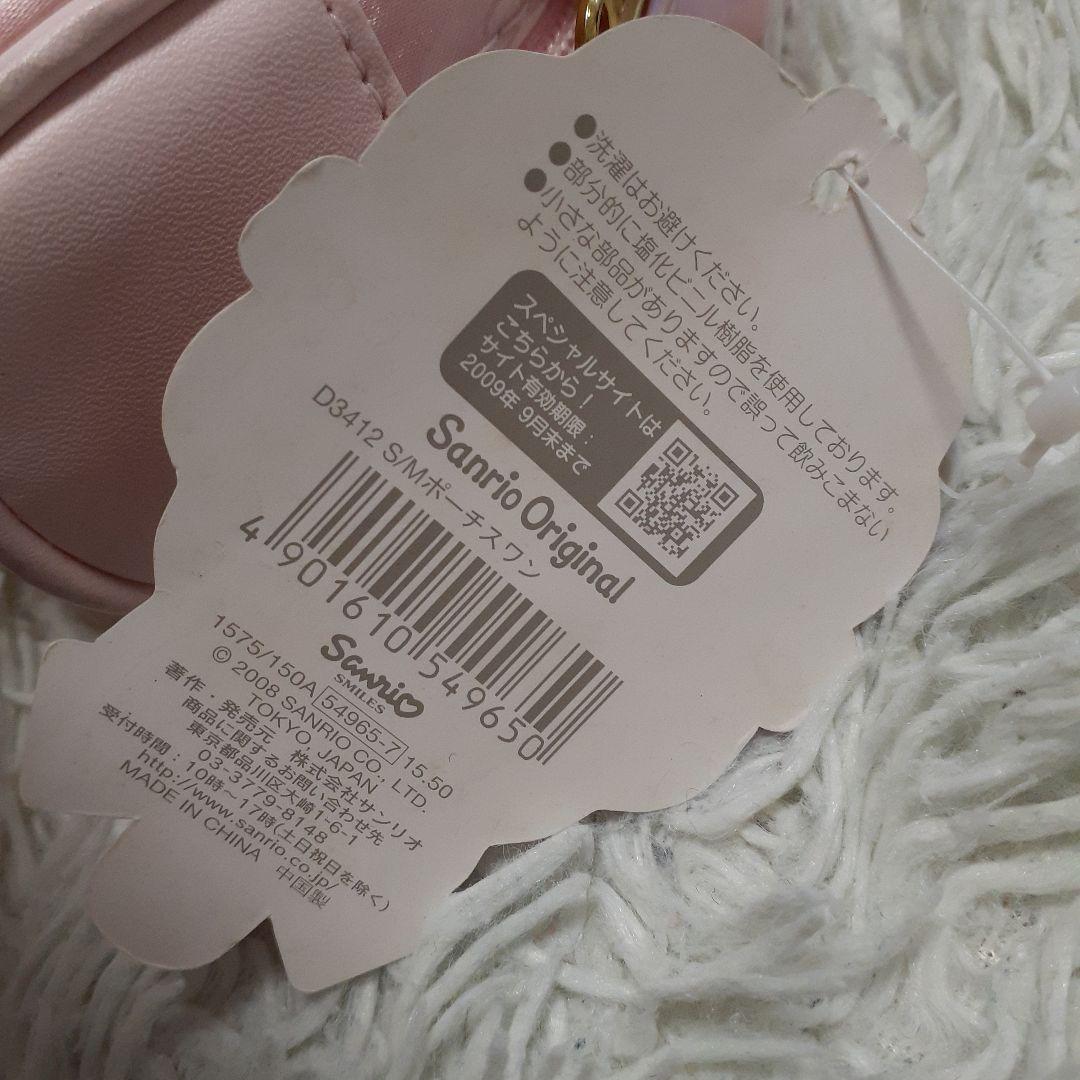 ●洗濯はお避けください。
●部分的に塩化ビニル樹脂を使用しております。
●小さな部品がありますので誤って飲みこまない
ように注意してください。
スペシャルサイトは
こちらから！
サイト有効期限：
2009年 9月末まで
Sanrio Original
D3412 S/Mポーチスワン
4 901610 549650
Sanrio
SMILES
1575/150A 54965-7 15.50
© 2008 SANRIO CO., LTD.
TOKYO, JAPAN
著作・発売元 株式会社サンリオ
商品に関するお問い合わせ先
東京都品川区大崎1-6-1
03-3779-8148
受付時間：10時～17時(土日祝日を除く)
http://www.sanrio.co.jp/
MADE IN CHINA 中国製